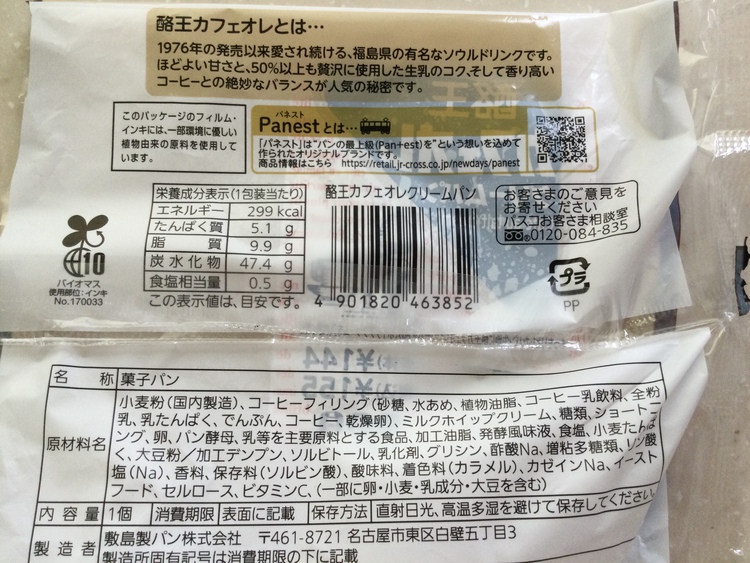 酪王カフェオレとは…
1976年の発売以来愛され続ける、福島県の有名なソウルドリンクです。
ほどよい甘さと、50%以上も贅沢に使用した生乳のコク、そして香り高い
コーヒーとの絶妙なバランスが人気の秘密です。
このパッケージのフィルム・
インキには、一部環境に優しい
植物由来の原料を使用して
います。
パネスト
Panestとは…
「パネスト」は"パンの最上級(Pan+est)を"という想いを込めて
作られたオリジナルブランドです。
商品情報はこちら https://retail.jr-cross.co.jp/newdays/panest
栄養成分表示(1包装当たり)
エネルギー 299 kcal
たんぱく質 5.1 g
脂質 9.9 g
炭水化物 47.4 g
食塩相当量 0.5 g
この表示値は、目安です。
酪王カフェオレクリームパン
4 901820 463852
お客さまのご意見を
お寄せください
パスコお客さま相談室
0120-084-835
プラ
PP
10
バイオマス
使用部位:インキ
No.170033
名称 菓子パン
原材料名 小麦粉(国内製造)、コーヒーフィリング(砂糖、水あめ、植物油脂、コーヒー乳飲料、全粉
乳、乳たんぱく、でんぷん、コーヒー、乾燥卵)、ミルクホイップクリーム、糖類、ショートニ
ング、卵、パン酵母、乳等を主要原料とする食品、加工油脂、発酵風味液、食塩、小麦たんぱ
く、大豆粉/加工デンプン、ソルビトール、乳化剤、グリシン、酢酸Na、増粘多糖類、リン酸
塩(Na)、香料、保存料(ソルビン酸)、酸味料、着色料(カラメル)、カゼインNa、イースト
フード、セルロース、ビタミンC、(一部に卵・小麦・乳成分・大豆を含む)
内容量 1個 消費期限 表面に記載 保存方法 直射日光、高温多湿を避けて保存してください。
製造者 敷島製パン株式会社 〒461-8721 名古屋市東区白壁五丁目3
製造所固有記号は消費期限の下に記載